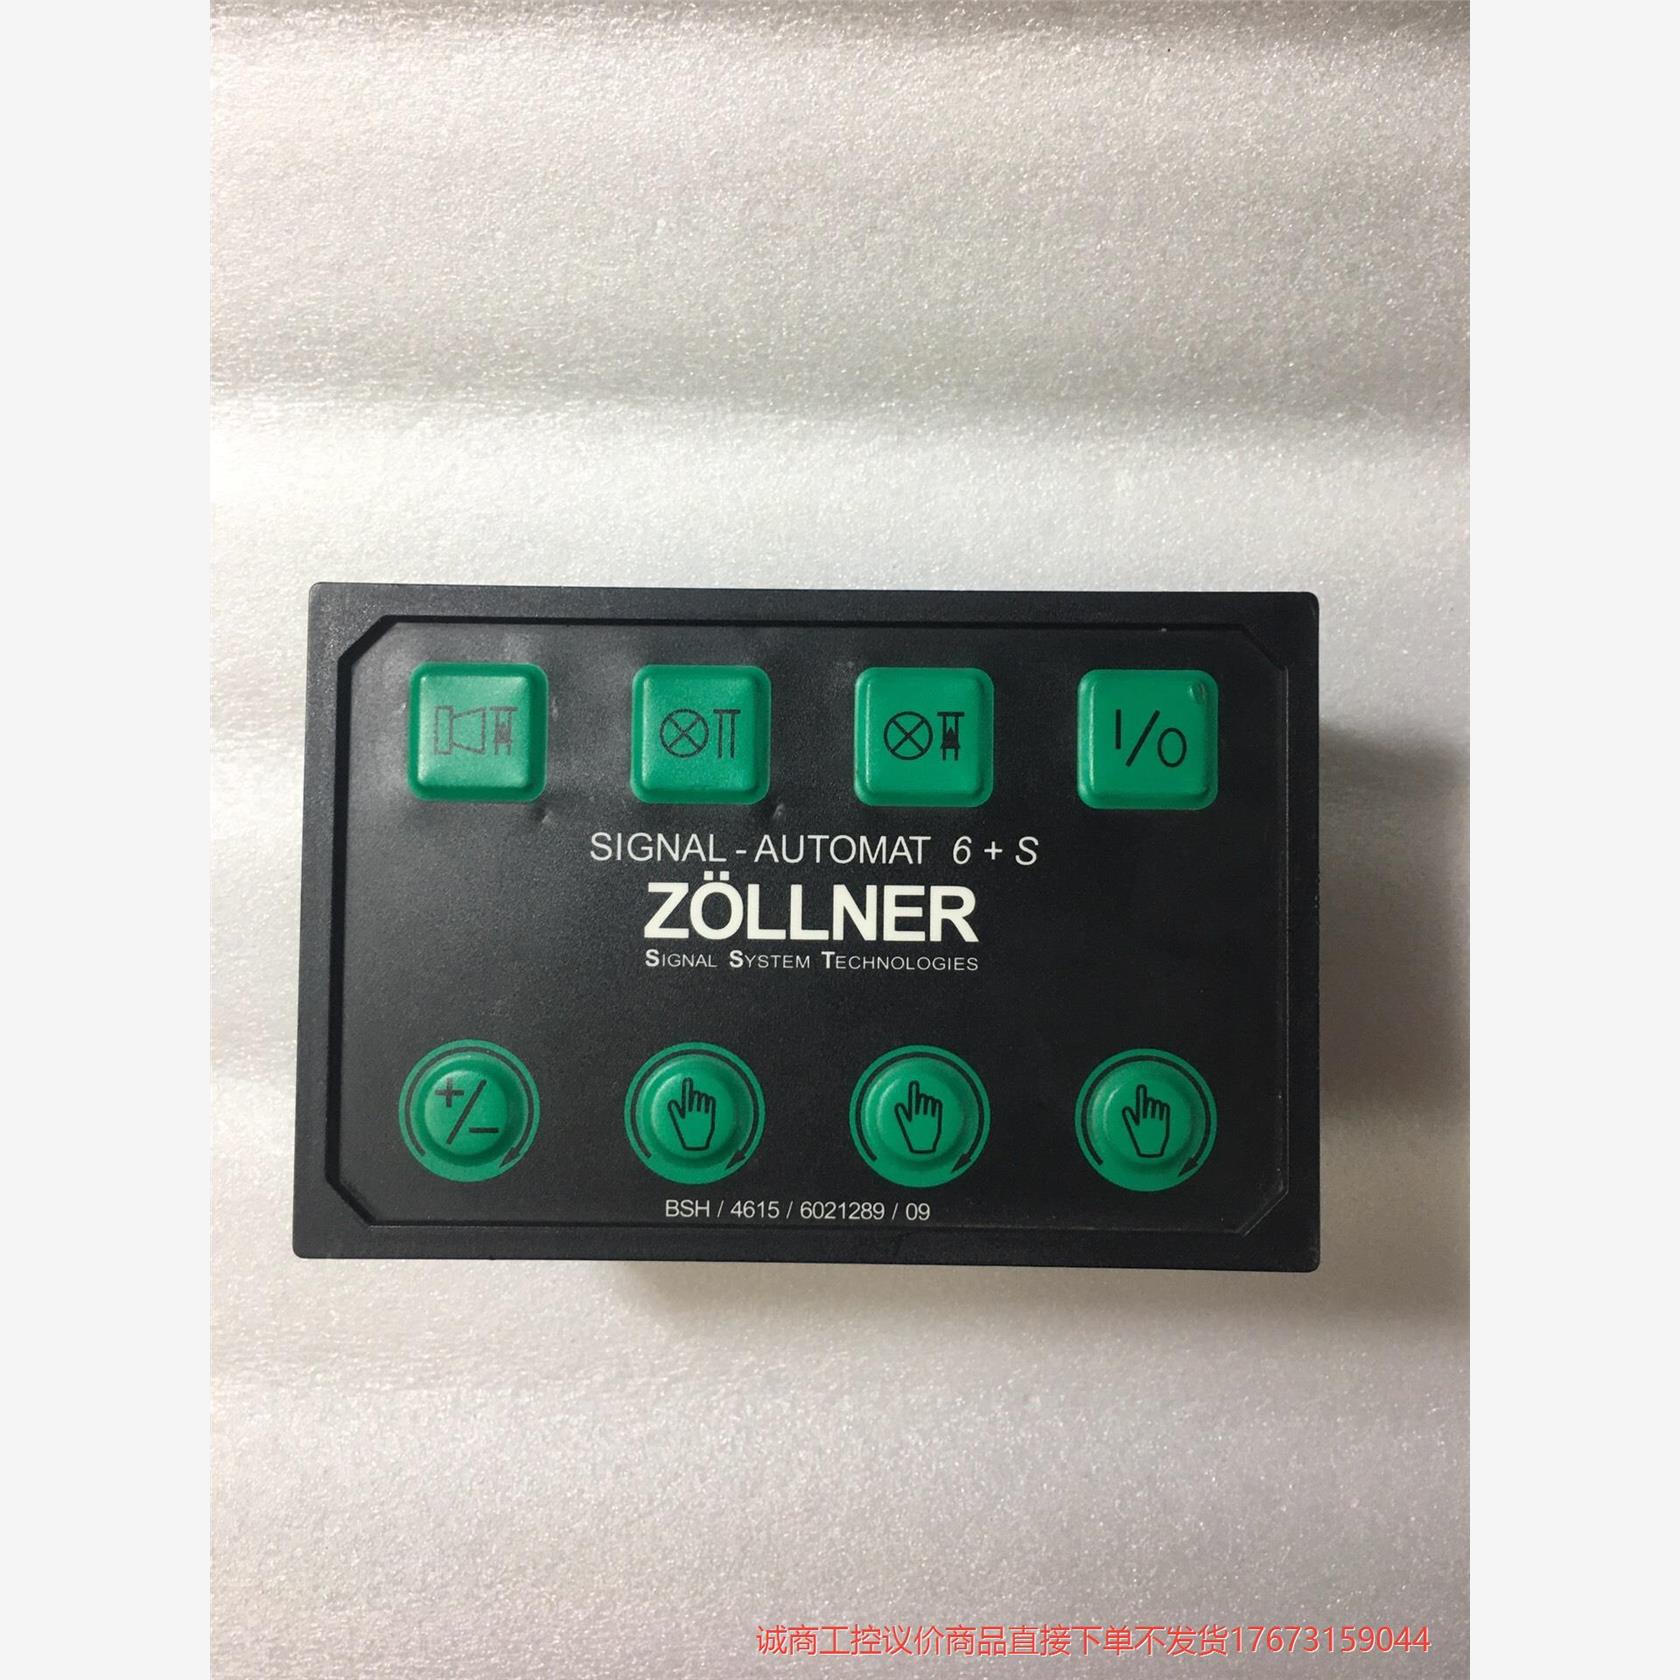 I/O
SIGNAL - AUTOMAT 6 + S
ZÖLLNER
SIGNAL SYSTEM TECHNOLOGIES
+/-
BSH / 4615 / 6021289 / 09
诚商工控议价商品直接下单不发货17673159044